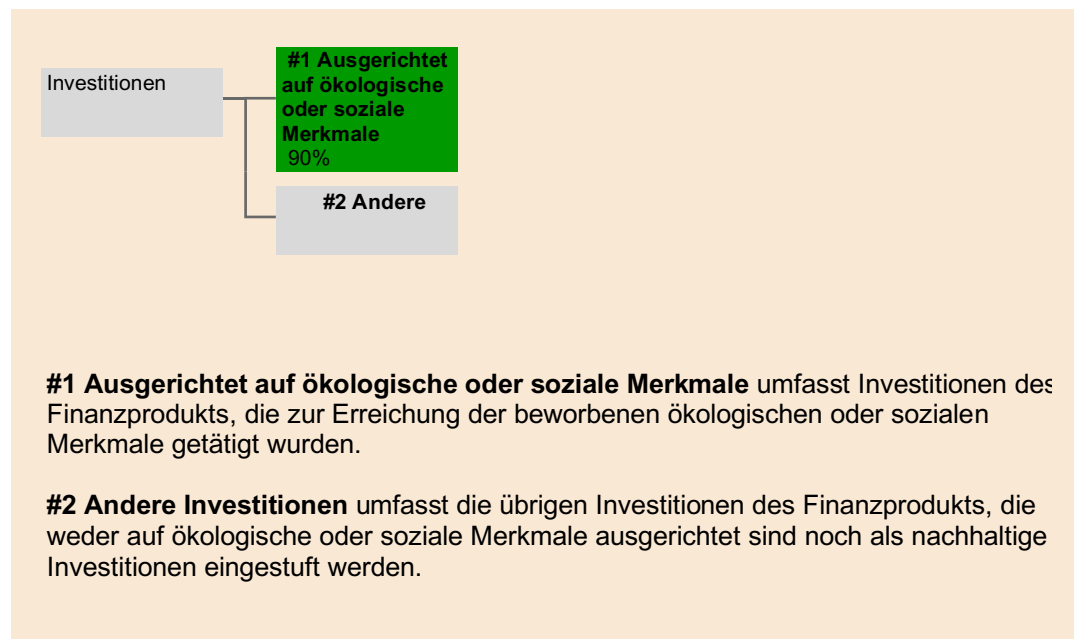 Investitionen
#1 Ausgerichtet
auf ökologische
oder soziale
Merkmale
90%
#2 Andere
#1 Ausgerichtet auf ökologische oder soziale Merkmale umfasst Investitionen des
Finanzprodukts, die zur Erreichung der beworbenen ökologischen oder sozialen
Merkmale getätigt wurden.
#2 Andere Investitionen umfasst die übrigen Investitionen des Finanzprodukts, die
weder auf ökologische oder soziale Merkmale ausgerichtet sind noch als nachhaltige
Investitionen eingestuft werden.